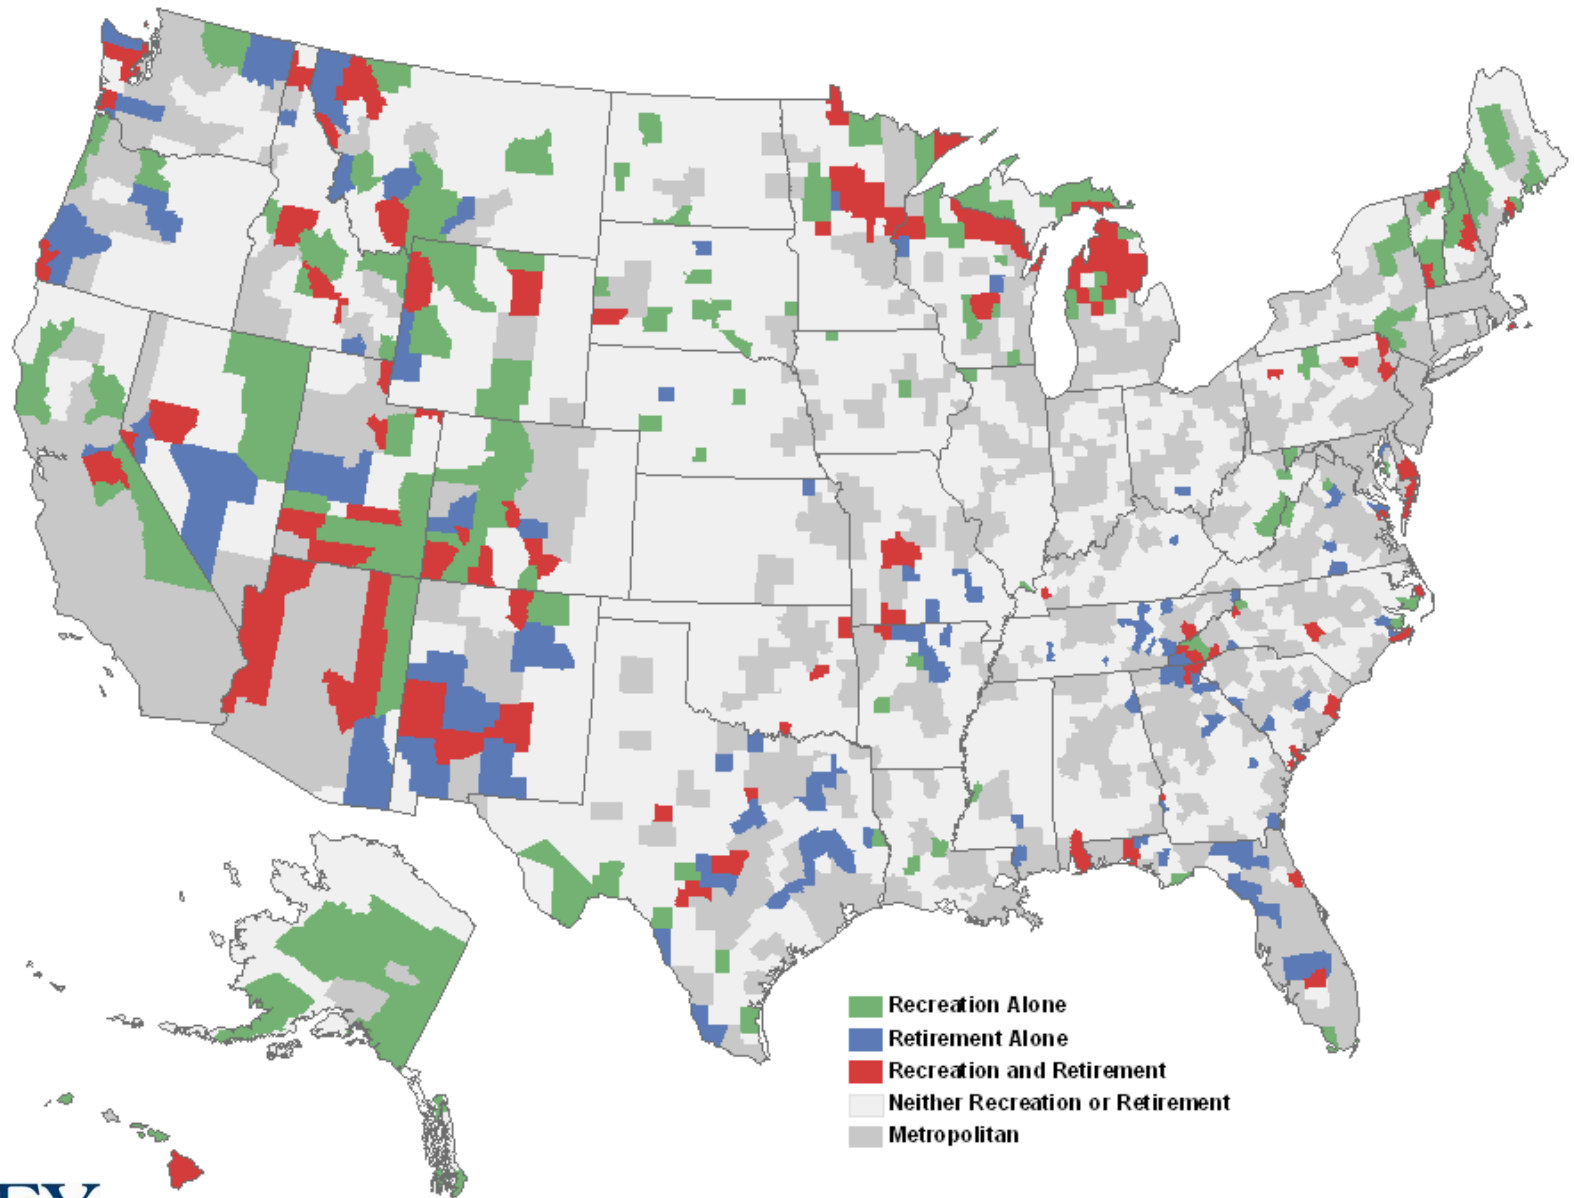 Recreation Alone
Retirement Alone
Recreation and Retirement
Neither Recreation or Retirement
Metropolitan